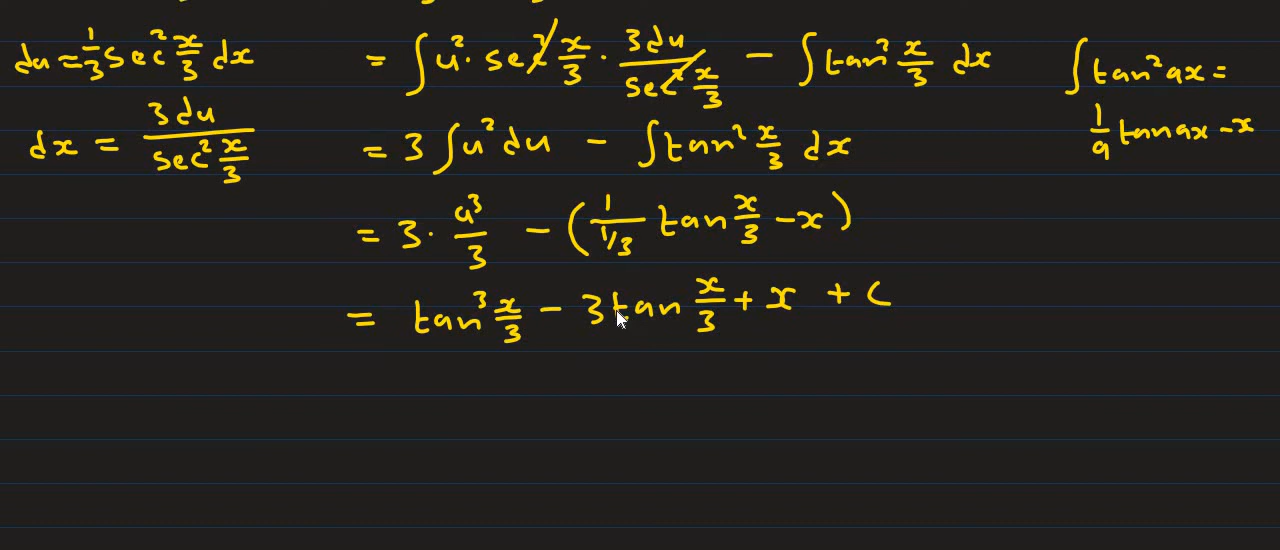 du = 1/3 sec² x/3 dx
dx = 3du / sec² x/3
= ∫u² · sec² x/3 · 3du / sec² x/3 − ∫tan² x/3 dx
= 3∫u² du − ∫tan² x/3 dx
= 3 · u³/3 − (1/(1/3) tan x/3 − x)
= tan³ x/3 − 3tan x/3 + x + C
∫tan² ax =
1/a tan ax − x